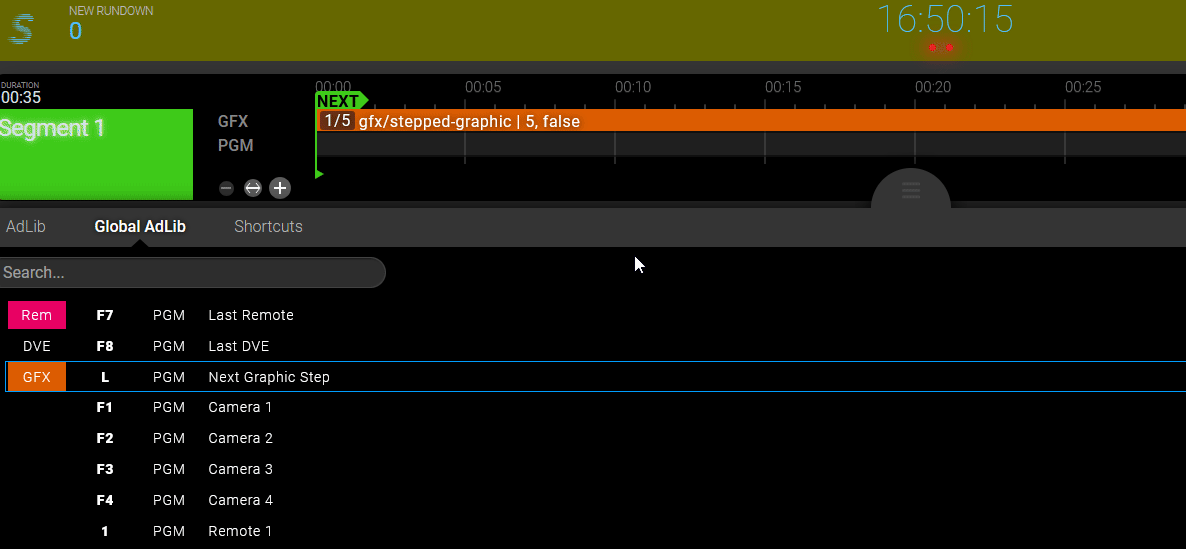 S
NEW RUNDOWN
0
16:50:15
DURATION
00:35
00:00 00:05 00:10 00:15 00:20 00:25
NEXT
Segment 1
GFX
1/5 gfx/stepped-graphic | 5, false
PGM
AdLib Global AdLib Shortcuts
Search...
Rem F7 PGM Last Remote
DVE F8 PGM Last DVE
GFX L PGM Next Graphic Step
F1 PGM Camera 1
F2 PGM Camera 2
F3 PGM Camera 3
F4 PGM Camera 4
1 PGM Remote 1